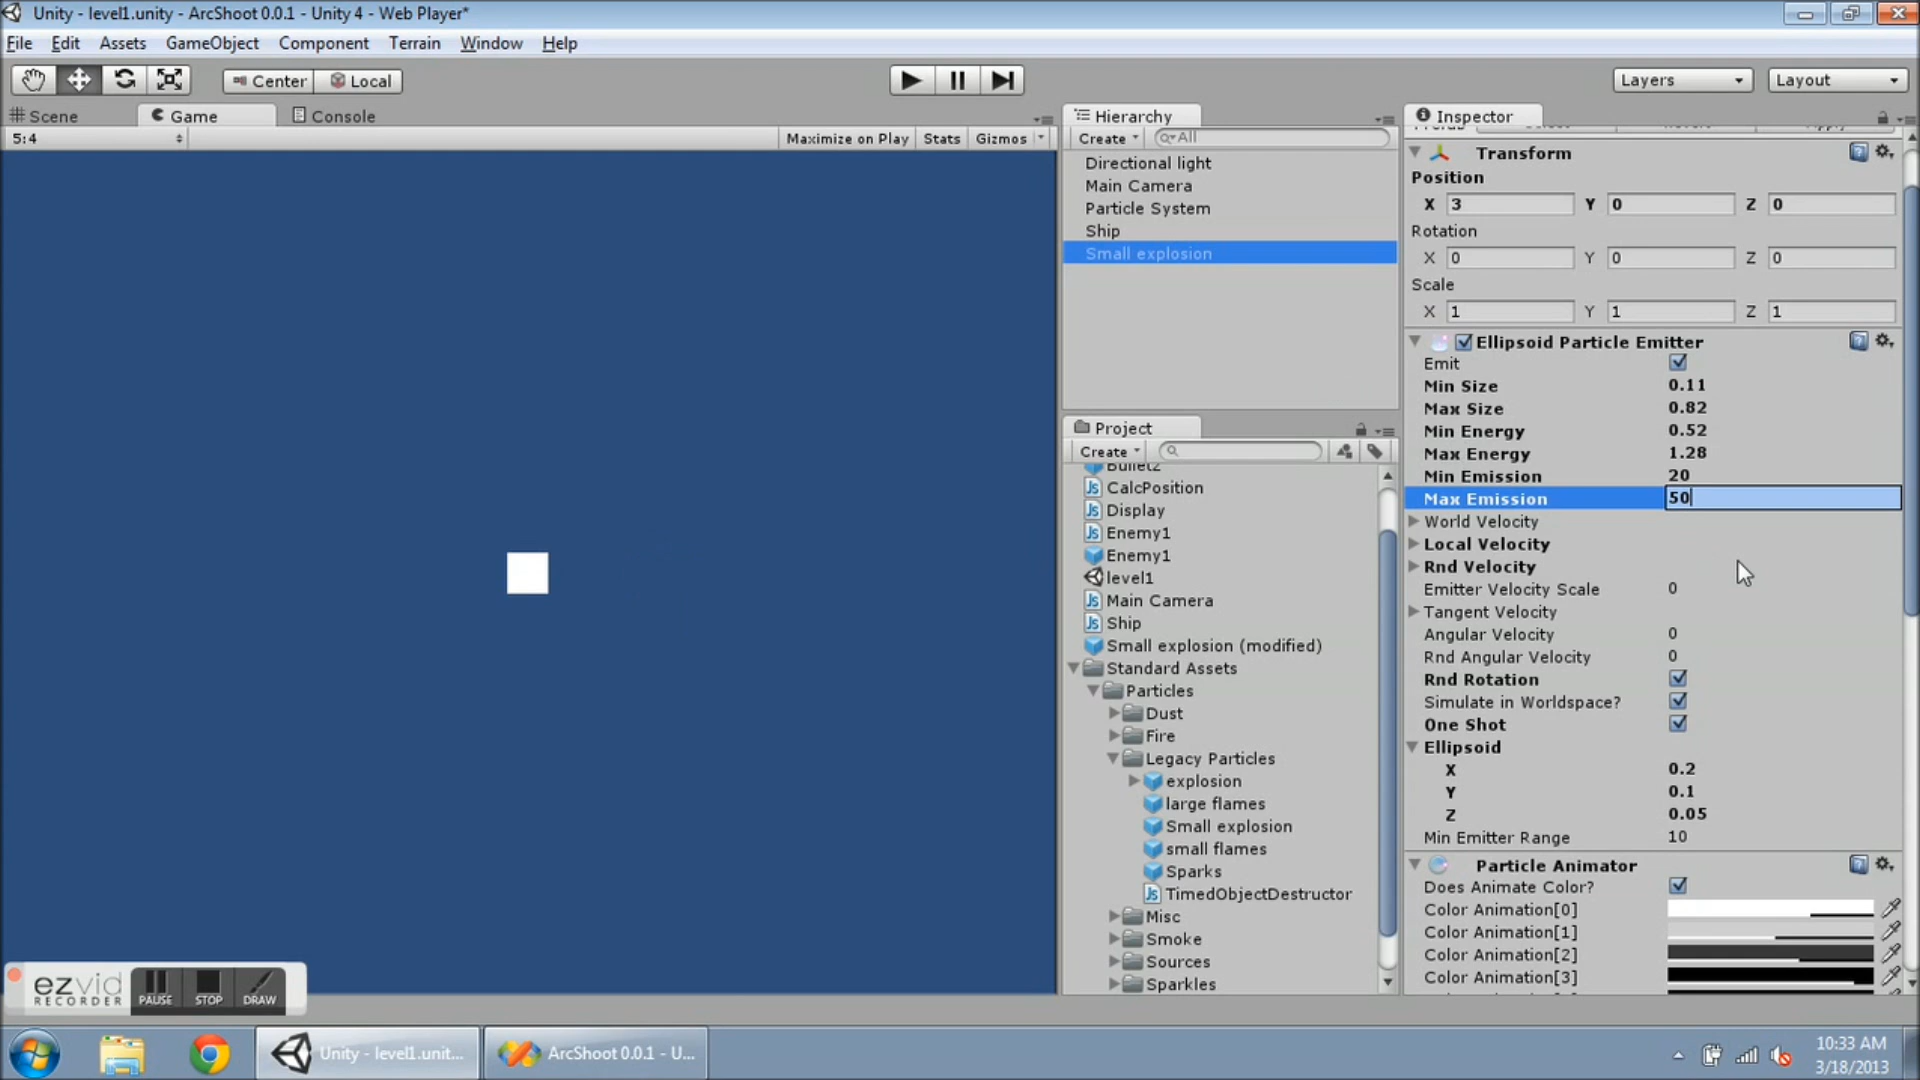 Unity - level1.unity - ArcShoot 0.0.1 - Unity 4 - Web Player*
File Edit Assets GameObject Component Terrain Window Help
Center Local Layers Layout
Scene Game Console
5:4 Maximize on Play Stats Gizmos
Hierarchy
Create All
Directional light
Main Camera
Particle System
Ship
Small explosion
Project
Create
Bullet2
CalcPosition
Display
Enemy1
Enemy1
level1
Main Camera
Ship
Small explosion (modified)
Standard Assets
Particles
Dust
Fire
Legacy Particles
explosion
large flames
Small explosion
small flames
Sparks
TimedObjectDestructor
Misc
Smoke
Sources
Sparkles
Inspector
Transform
Position
X 3 Y 0 Z 0
Rotation
X 0 Y 0 Z 0
Scale
X 1 Y 1 Z 1
Ellipsoid Particle Emitter
Emit
Min Size 0.11
Max Size 0.82
Min Energy 0.52
Max Energy 1.28
Min Emission 20
Max Emission 50
World Velocity
Local Velocity
Rnd Velocity
Emitter Velocity Scale 0
Tangent Velocity
Angular Velocity 0
Rnd Angular Velocity 0
Rnd Rotation
Simulate in Worldspace?
One Shot
Ellipsoid
X 0.2
Y 0.1
Z 0.05
Min Emitter Range 10
Particle Animator
Does Animate Color?
Color Animation[0]
Color Animation[1]
Color Animation[2]
Color Animation[3]
ezvid
RECORDER PAUSE STOP DRAW
Unity - level1.unit...
ArcShoot 0.0.1 - U...
10:33 AM
3/18/2013